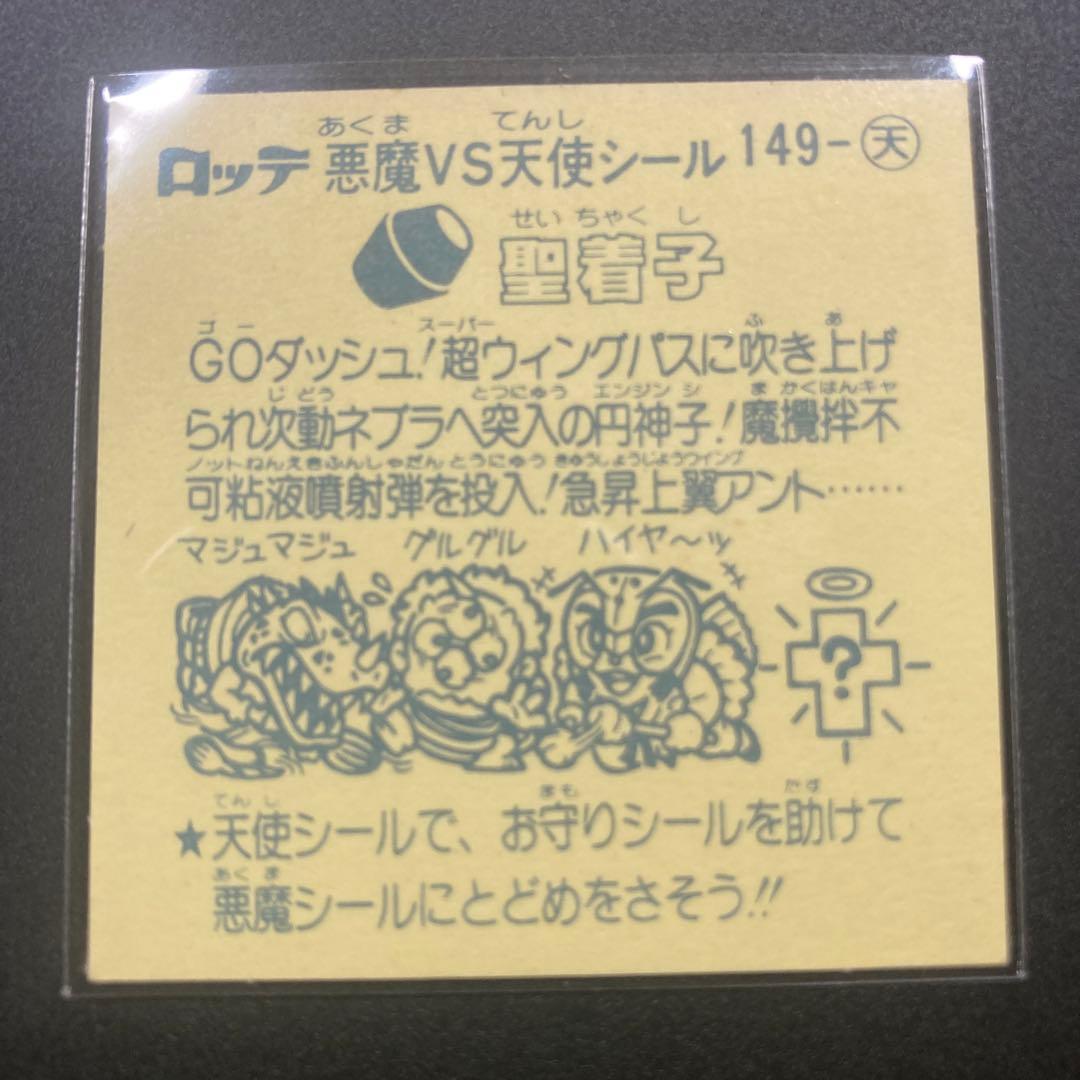 ロッテ 悪魔VS天使シール 149-天
あくま てんし
聖着子
せいちゃくし
GOダッシュ!超ウィングパスに吹き上げ
ゴー スーパー ふ あ
られ次動ネブラへ突入の円神子!魔攪拌不
じどう とつにゅう エンジンシ まかくはんキャ
可粘液噴射弾を投入!急昇上翼アント……
ノットねんえきふんしゃだん とうにゅう きゅうしょうじょうウイング
マジュマジュ グルグル ハイヤ〜ッ
?
★天使シールで、お守りシールを助けて
てんし まも たす
悪魔シールにとどめをさそう!!
あくま